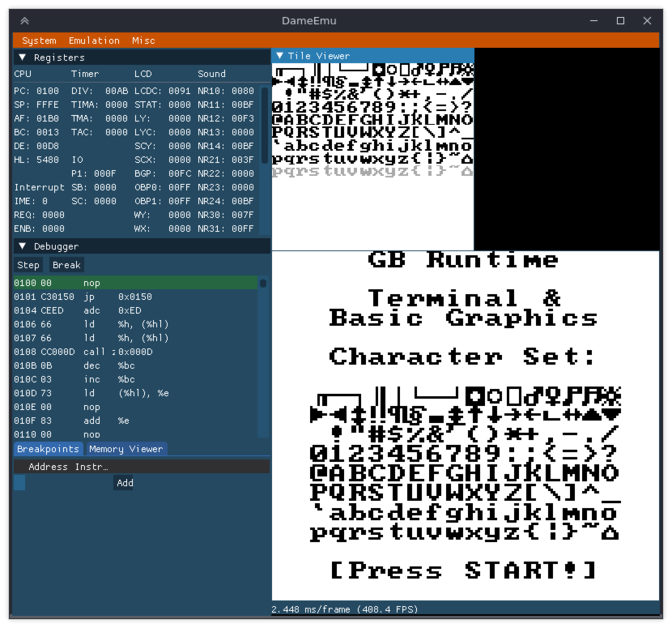 DameEmu
System Emulation Misc
Registers
CPU Timer LCD Sound
PC: 0100 DIV: 00AB LCDC: 0091 NR10: 0080
SP: FFFE TIMA: 0000 STAT: 0000 NR11: 00BF
AF: 01B0 TMA: 0000 LY: 0000 NR12: 00F3
BC: 0013 TAC: 0000 LYC: 0000 NR13: 0000
DE: 00D8 SCY: 0000 NR14: 00BF
HL: 5480 IO SCX: 0000 NR21: 003F
P1: 000F BGP: 00FC NR22: 0000
Interrupt SB: 0000 OBP0: 00FF NR23: 0000
IME: 0 SC: 0000 OBP1: 00FF NR24: 00BF
REQ: 0000 WY: 0000 NR30: 007F
ENB: 0000 WX: 0000 NR31: 00FF
Debugger
Step Break
0100 00 nop
0101 C30150 jp 0x0150
0104 CEED adc 0xED
0106 66 ld %h, (%hl)
0107 66 ld %h, (%hl)
0108 CC000D call z 0x000D
010B 0B dec %bc
010C 03 inc %bc
010D 73 ld (%hl), %e
010E 00 nop
010F 83 add %e
0110 00 nop
Breakpoints Memory Viewer
Address Instr…
Add
Tile Viewer
!"#$%&'()*+,-./
0123456789:;<=>?
@ABCDEFGHIJKLMNO
PQRSTUVWXYZ[\]^_
`abcdefghijklmno
pqrstuvwxyz{¦}~⌂
pqrstuvwxyz{¦}~⌂
GB Runtime
Terminal &
Basic Graphics
Character Set:
!"#$%&'()*+,-./
0123456789:;<=>?
@ABCDEFGHIJKLMNO
PQRSTUVWXYZ[\]^_
`abcdefghijklmno
pqrstuvwxyz{¦}~⌂
[Press START!]
2.448 ms/frame (408.4 FPS)